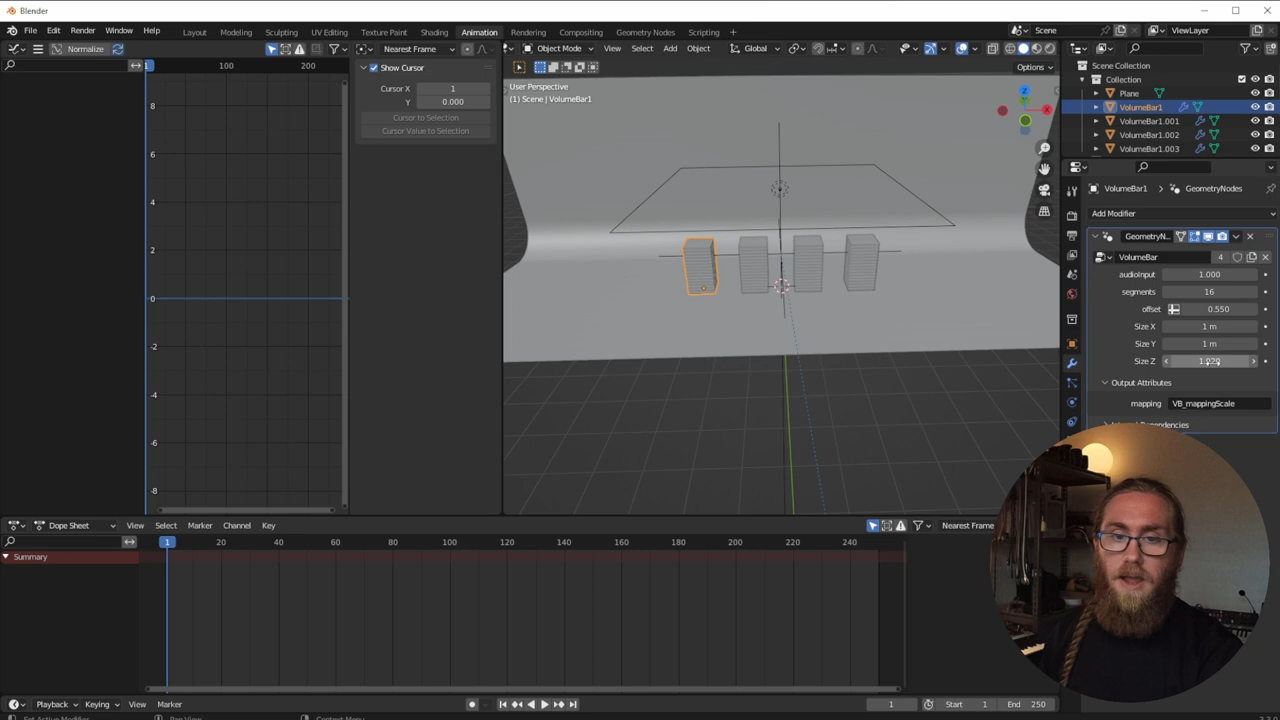 Blender
File Edit Render Window Help Layout Modeling Sculpting UV Editing Texture Paint Shading Animation Rendering Compositing Geometry Nodes Scripting Scene ViewLayer
Normalize Nearest Frame Object Mode View Select Add Object Global
1 100 200
8
6
4
2
0
-2
-4
-6
-8
Show Cursor
Cursor X 1
Y 0.000
Cursor to Selection
Cursor Value to Selection
Options
User Perspective
(1) Scene | VolumeBar1
Z
Y
X
Scene Collection
Collection
Plane
VolumeBar1
VolumeBar1.001
VolumeBar1.002
VolumeBar1.003
VolumeBar1 > GeometryNodes
Add Modifier
GeometryN...
VolumeBar 4
audioInput 1.000
segments 16
offset 0.550
Size X 1 m
Size Y 1 m
Size Z
Output Attributes
mapping VB_mappingScale
Dope Sheet View Select Marker Channel Key Nearest Frame
1 20 40 60 80 100 120 140 160 180 200 220 240
Summary
Playback Keying View Marker 1 Start 1 End 250